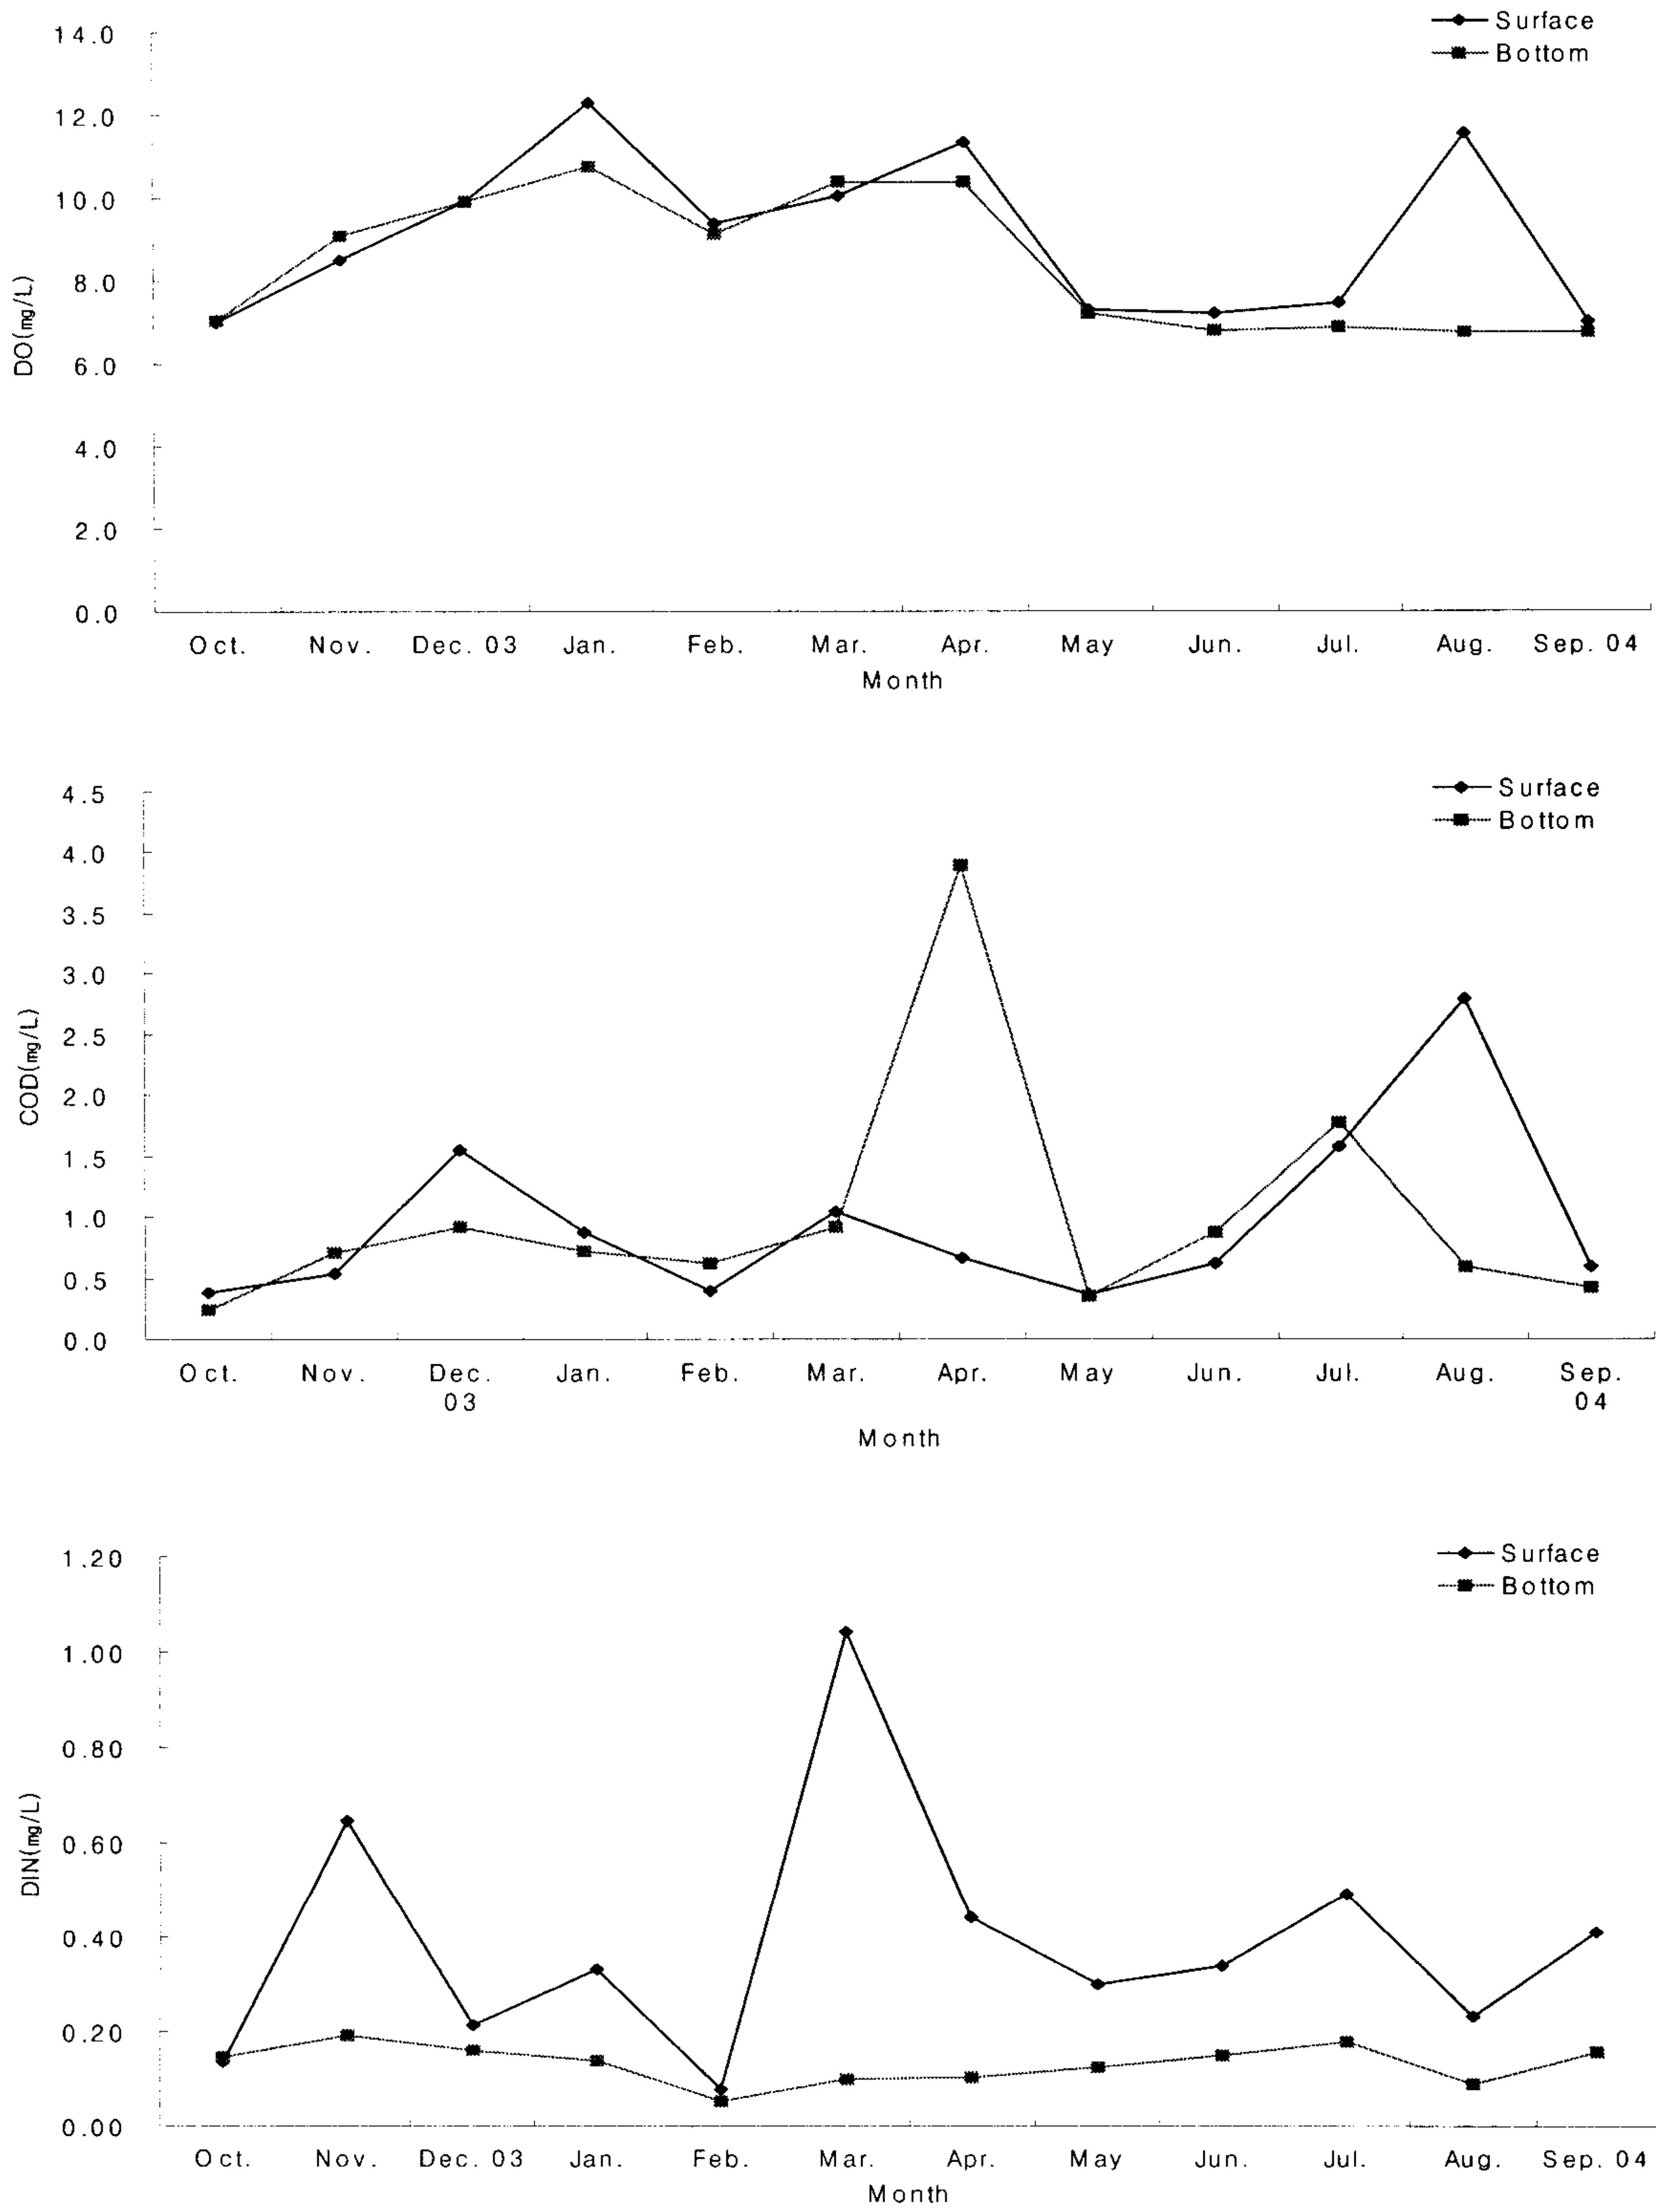 Surface
Bottom
14.0
12.0
10.0
8.0
6.0
4.0
2.0
0.0
DO(mg/L)
Oct. Nov. Dec. 03 Jan. Feb. Mar. Apr. May Jun. Jul. Aug. Sep. 04
Month
Surface
Bottom
4.5
4.0
3.5
3.0
2.5
2.0
1.5
1.0
0.5
0.0
COD(mg/L)
Oct. Nov. Dec. Jan. Feb. Mar. Apr. May Jun. Jul. Aug. Sep.
03 04
Month
Surface
Bottom
1.20
1.00
0.80
0.60
0.40
0.20
0.00
DIN(mg/L)
Oct. Nov. Dec. 03 Jan. Feb. Mar. Apr. May Jun. Jul. Aug. Sep. 04
Month